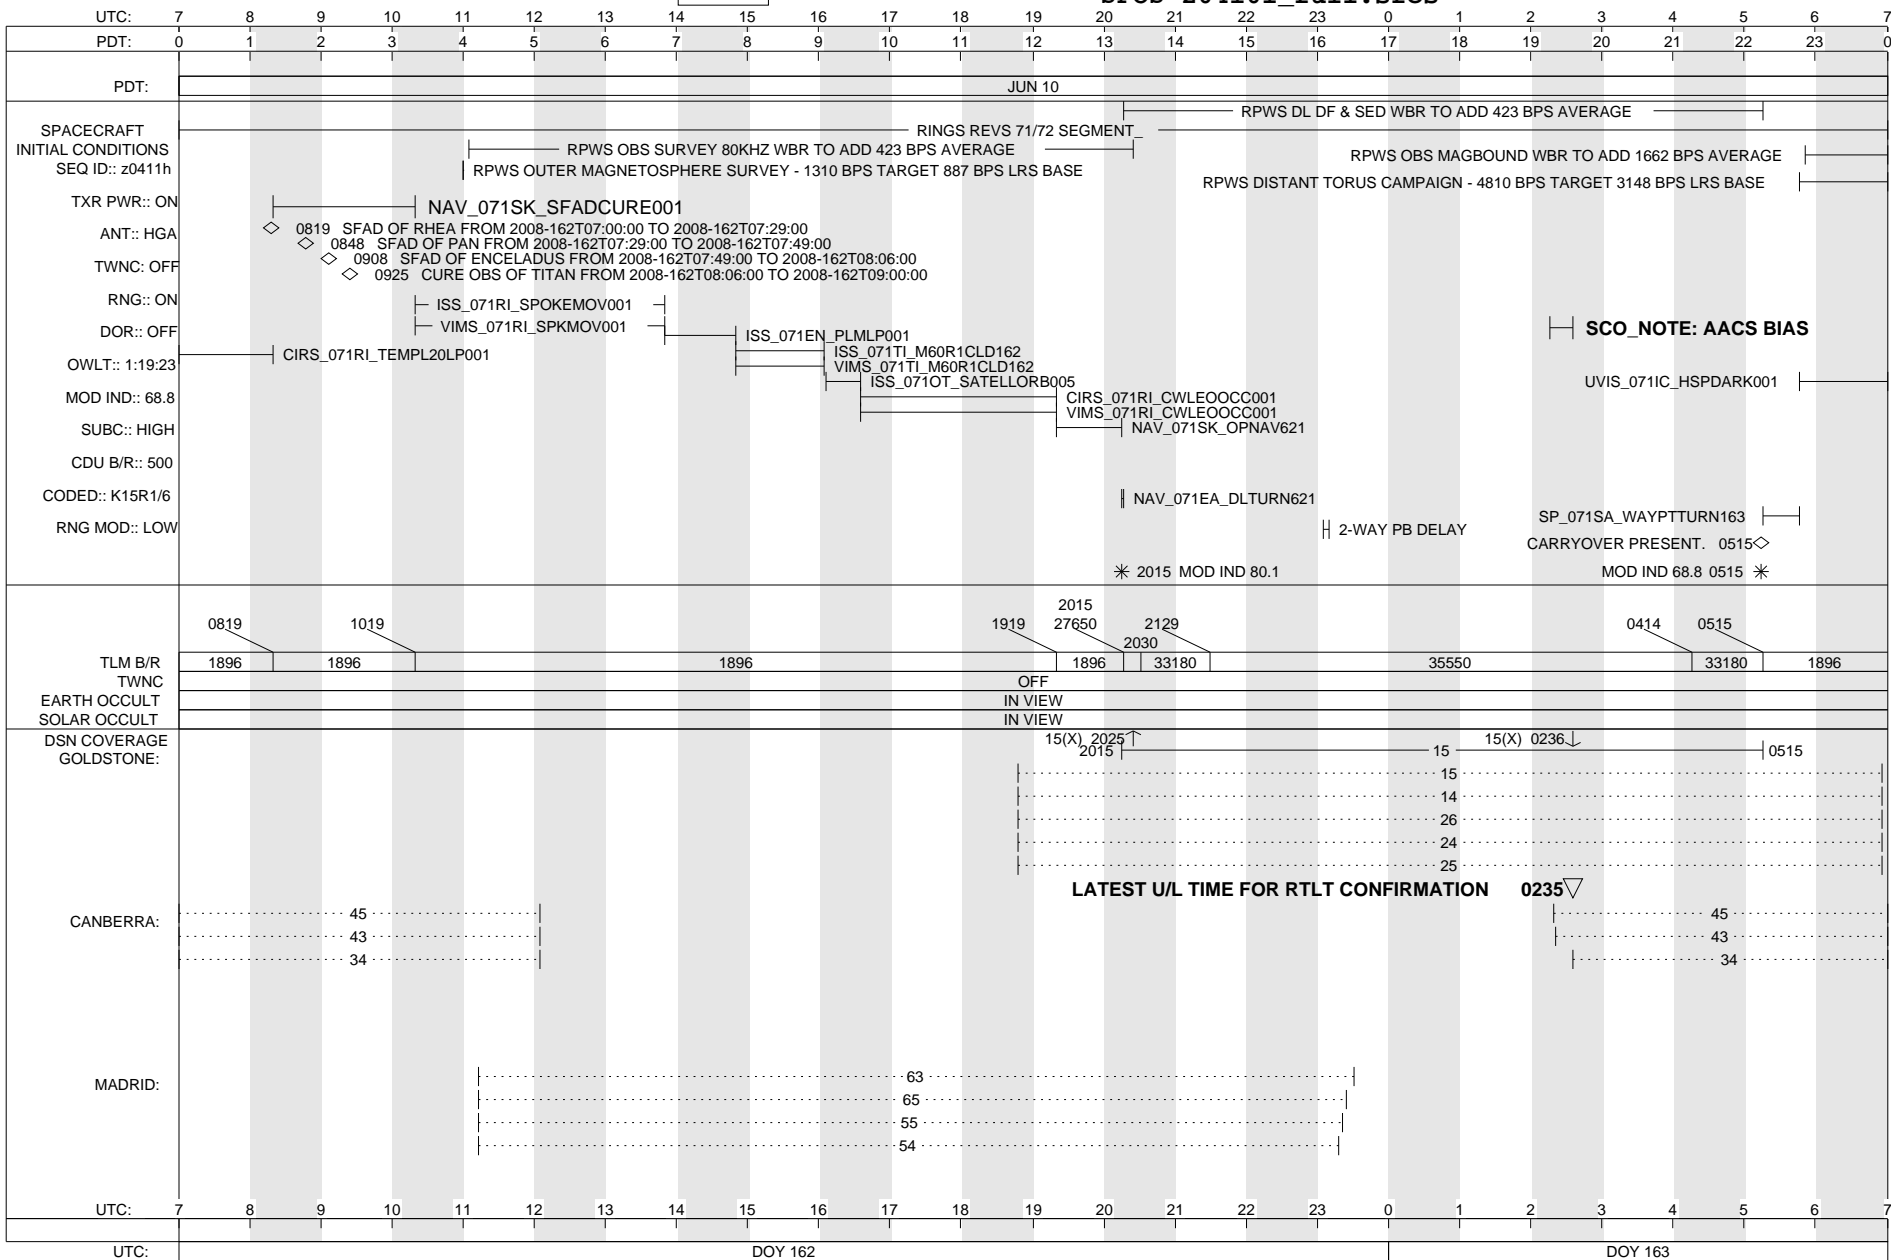 UTC: 7 8 9 10 11 12 13 14 15 16 17 18 19 20 21 22 23 0 1 2 3 4 5 6 7
PDT: 0 1 2 3 4 5 6 7 8 9 10 11 12 13 14 15 16 17 18 19 20 21 22 23 0
PDT: JUN 10
RPWS DL DF & SED WBR TO ADD 423 BPS AVERAGE
SPACECRAFT RINGS REVS 71/72 SEGMENT_
INITIAL CONDITIONS RPWS OBS SURVEY 80KHZ WBR TO ADD 423 BPS AVERAGE RPWS OBS MAGBOUND WBR TO ADD 1662 BPS AVERAGE
SEQ ID:: z0411h RPWS OUTER MAGNETOSPHERE SURVEY - 1310 BPS TARGET 887 BPS LRS BASE
RPWS DISTANT TORUS CAMPAIGN - 4810 BPS TARGET 3148 BPS LRS BASE
TXR PWR:: ON NAV_071SK_SFADCURE001
0819 SFAD OF RHEA FROM 2008-162T07:00:00 TO 2008-162T07:29:00
ANT:: HGA
0848 SFAD OF PAN FROM 2008-162T07:29:00 TO 2008-162T07:49:00
0908 SFAD OF ENCELADUS FROM 2008-162T07:49:00 TO 2008-162T08:06:00
TWNC: OFF
0925 CURE OBS OF TITAN FROM 2008-162T08:06:00 TO 2008-162T09:00:00
RNG:: ON ISS_071RI_SPOKEMOV001
VIMS_071RI_SPKMOV001 SCO_NOTE: AACS BIAS
DOR:: OFF ISS_071EN_PLMLP001
CIRS_071RI_TEMPL20LP001 ISS_071TI_M60R1CLD162
OWLT:: 1:19:23 VIMS_071TI_M60R1CLD162
ISS_071OT_SATELLORB005 UVIS_071IC_HSPDARK001
MOD IND:: 68.8 CIRS_071RI_CWLEOOCC001
VIMS_071RI_CWLEOOCC001
SUBC:: HIGH NAV_071SK_OPNAV621
CDU B/R:: 500
CODED:: K15R1/6 NAV_071EA_DLTURN621
SP_071SA_WAYPTTURN163
RNG MOD:: LOW 2-WAY PB DELAY
CARRYOVER PRESENT. 0515
2015 MOD IND 80.1 MOD IND 68.8 0515
2015
0819 1019 1919 27650 2129 0414 0515
2030
TLM B/R 1896 1896 1896 1896 33180 35550 33180 1896
TWNC OFF
EARTH OCCULT IN VIEW
SOLAR OCCULT IN VIEW
DSN COVERAGE 15(X) 2025 15(X) 0236
GOLDSTONE: 2015 15 0515
15
14
26
24
25
LATEST U/L TIME FOR RTLT CONFIRMATION 0235
CANBERRA: 45 45
43 43
34 34
MADRID: 63
65
55
54
UTC: 7 8 9 10 11 12 13 14 15 16 17 18 19 20 21 22 23 0 1 2 3 4 5 6 7
UTC: DOY 162 DOY 163